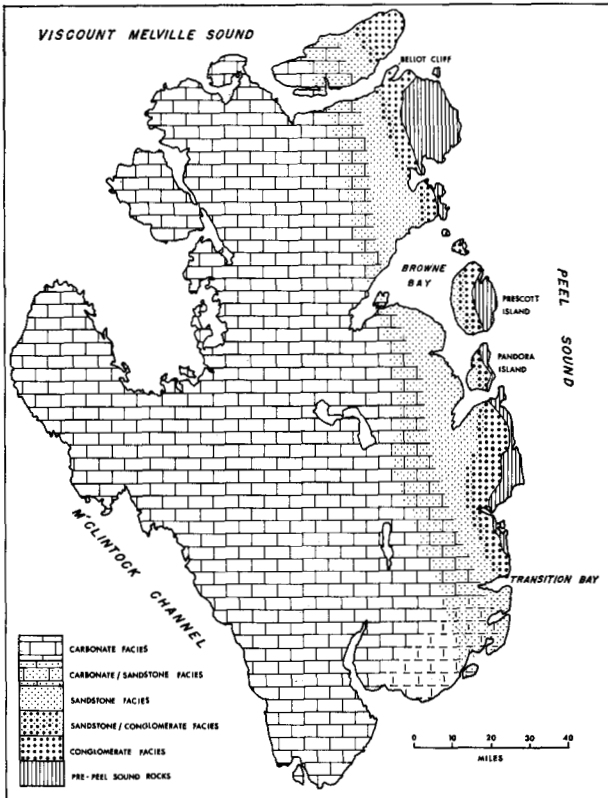 VISCOUNT MELVILLE SOUND
BELLOT CLIFF
BROWNE
BAY
PEEL SOUND
PRESCOTT
ISLAND
PANDORA
ISLAND
M'CLINTOCK CHANNEL
TRANSITION BAY
CARBONATE FACIES
CARBONATE / SANDSTONE FACIES
SANDSTONE FACIES
SANDSTONE / CONGLOMERATE FACIES
CONGLOMERATE FACIES
PRE-PEEL SOUND ROCKS
0 10 20 30 40
MILES